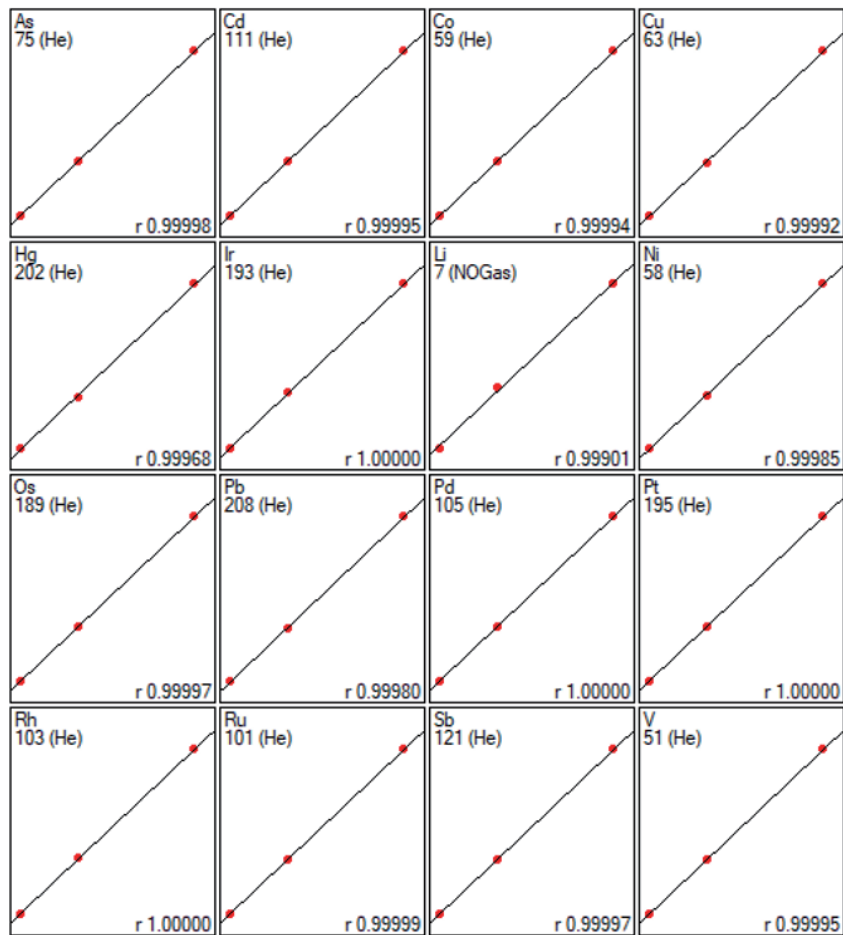 As
75 (He)
r 0.99998
Cd
111 (He)
r 0.99995
Co
59 (He)
r 0.99994
Cu
63 (He)
r 0.99992
Hg
202 (He)
r 0.99968
Ir
193 (He)
r 1.00000
Li
7 (NOGas)
r 0.99901
Ni
58 (He)
r 0.99985
Os
189 (He)
r 0.99997
Pb
208 (He)
r 0.99980
Pd
105 (He)
r 1.00000
Pt
195 (He)
r 1.00000
Rh
103 (He)
r 1.00000
Ru
101 (He)
r 0.99999
Sb
121 (He)
r 0.99997
V
51 (He)
r 0.99995